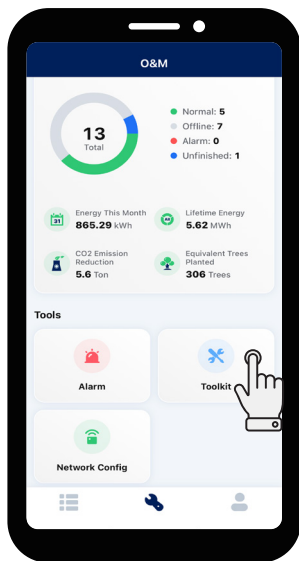 O&M
13
Total
Normal: 5
Offline: 7
Alarm: 0
Unfinished: 1
31
Energy This Month
865.29 kWh
Lifetime Energy
5.62 MWh
CO2 Emission
Reduction
5.6 Ton
Equivalent Trees
Planted
306 Trees
Tools
Alarm
Toolkit
Network Config